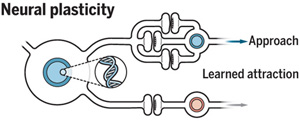 Neural plasticity
Approach
Learned attraction